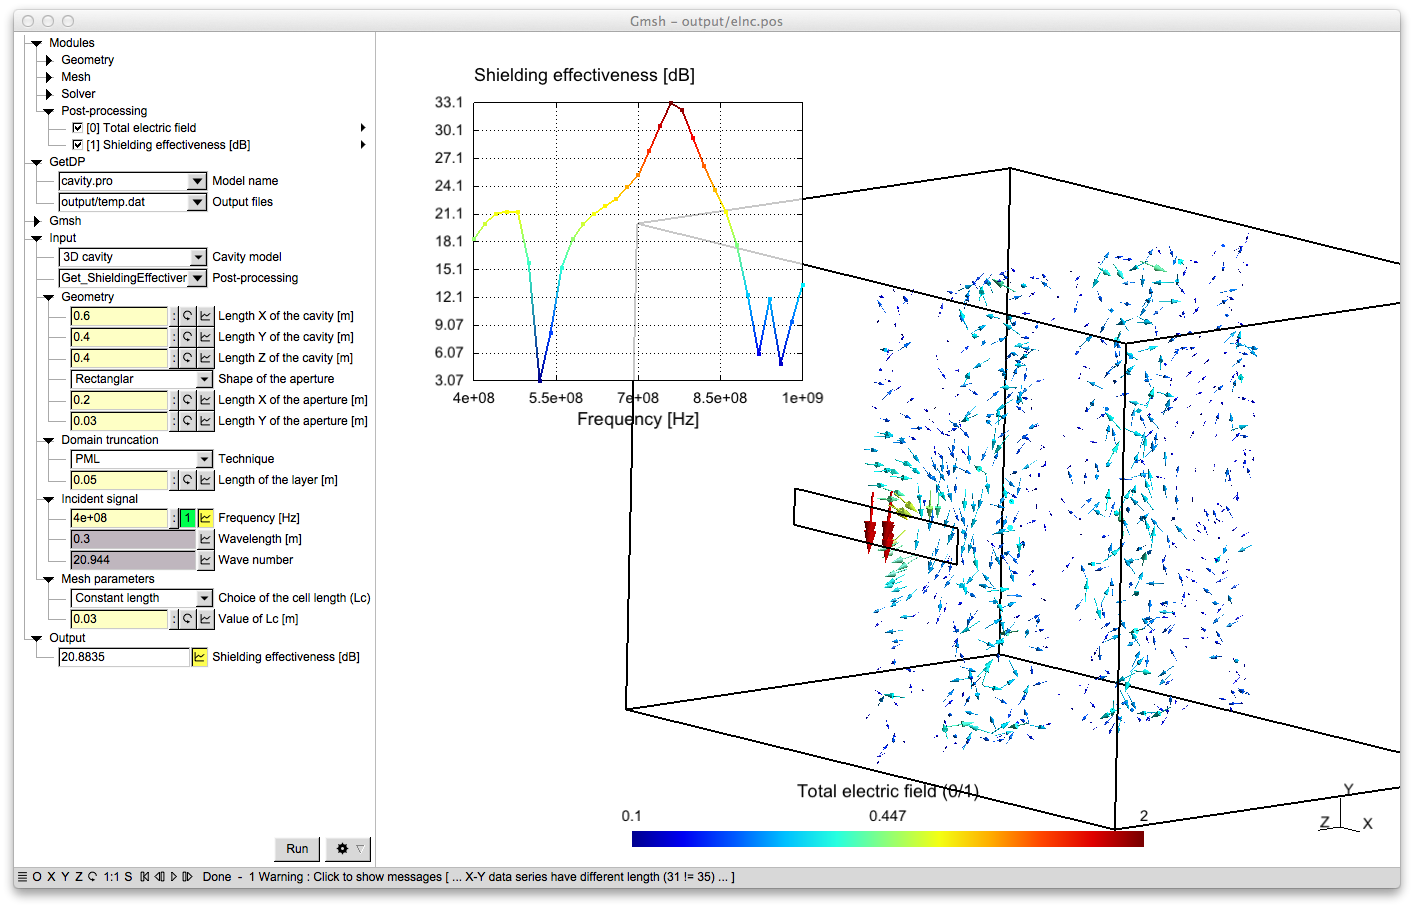 Gmsh - output/eInc.pos
Modules
Geometry
Mesh
Solver
Post-processing
[0] Total electric field
[1] Shielding effectiveness [dB]
GetDP
cavity.pro Model name
output/temp.dat Output files
Gmsh
Input
3D cavity Cavity model
Get_ShieldingEffectiver Post-processing
Geometry
0.6 : Length X of the cavity [m]
0.4 : Length Y of the cavity [m]
0.4 : Length Z of the cavity [m]
Rectanglar Shape of the aperture
0.2 : Length X of the aperture [m]
0.03 : Length Y of the aperture [m]
Domain truncation
PML Technique
0.05 : Length of the layer [m]
Incident signal
4e+08 : 1 Frequency [Hz]
0.3 Wavelength [m]
20.944 Wave number
Mesh parameters
Constant length Choice of the cell length (Lc)
0.03 : Value of Lc [m]
Output
20.8835 Shielding effectiveness [dB]
Run
Shielding effectiveness [dB]
33.1
30.1
27.1
24.1
21.1
18.1
15.1
12.1
9.07
6.07
3.07
4e+08 5.5e+08 7e+08 8.5e+08 1e+09
Frequency [Hz]
Total electric field (0/1)
0.1 0.447 2
Y
Z X
O X Y Z 1:1 S Done - 1 Warning : Click to show messages [ ... X-Y data series have different length (31 != 35) ... ]